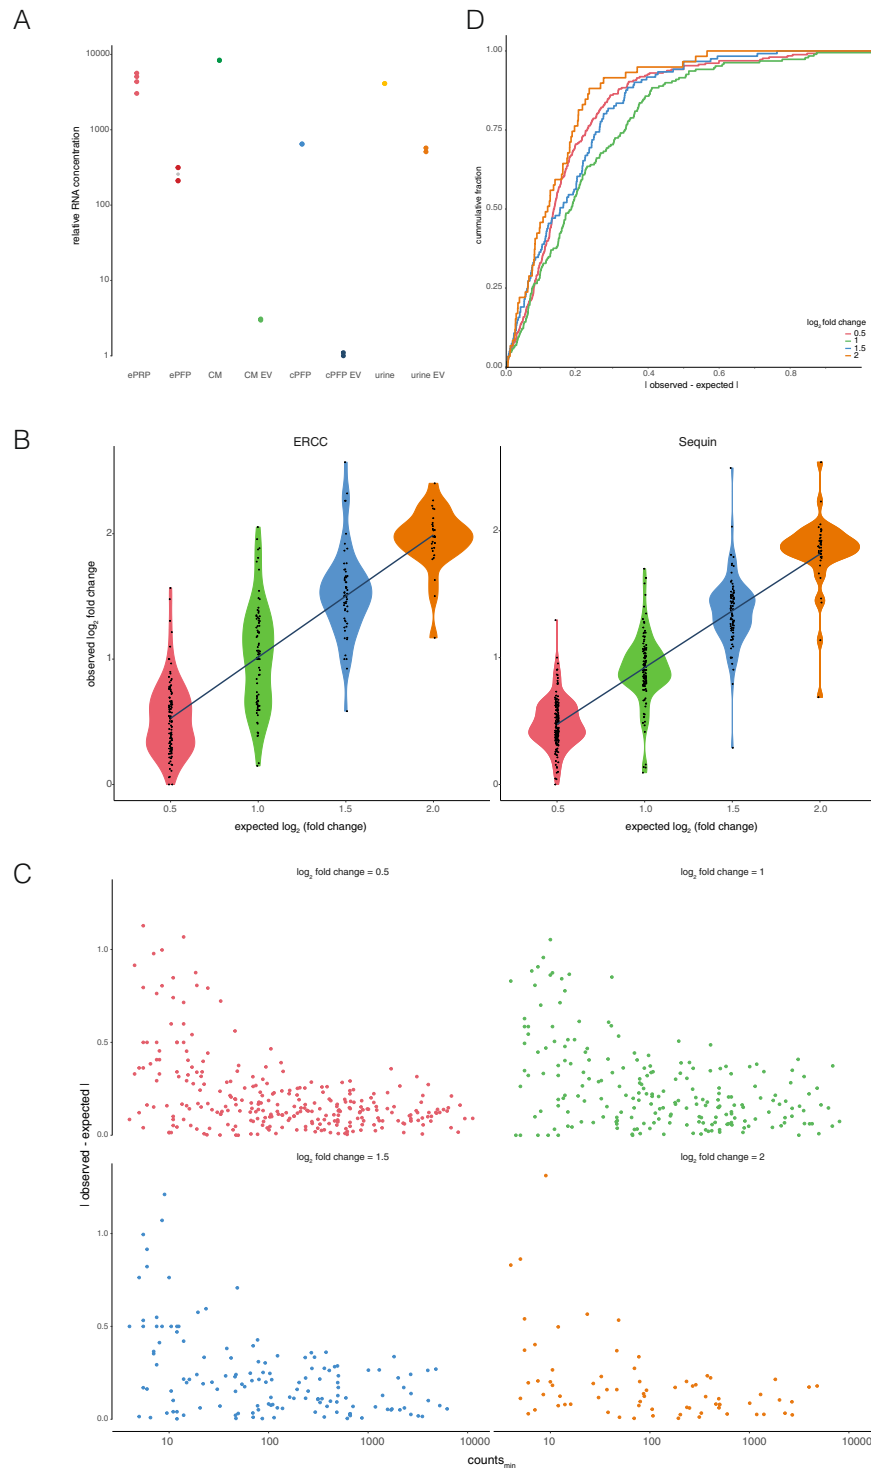 A
10000
1000
100
10
1
relative RNA concentration
ePRP ePFP CM CM EV cPFP cPFP EV urine urine EV
D
1.00
0.75
0.50
0.25
0.00
cummulative fraction
log₂ fold change
0.5
1
1.5
2
0.0 0.2 0.4 0.6 0.8
| observed - expected |
B
ERCC
2
1
0
observed log₂ fold change
0.5 1.0 1.5 2.0
expected log₂ (fold change)
Sequin
2
1
0
0.5 1.0 1.5 2.0
expected log₂ (fold change)
C
log₂ fold change = 0.5
log₂ fold change = 1
1.0
0.5
0.0
| observed - expected |
log₂ fold change = 1.5
log₂ fold change = 2
1.0
0.5
0.0
10 100 1000 10000
10 100 1000 10000
counts_min